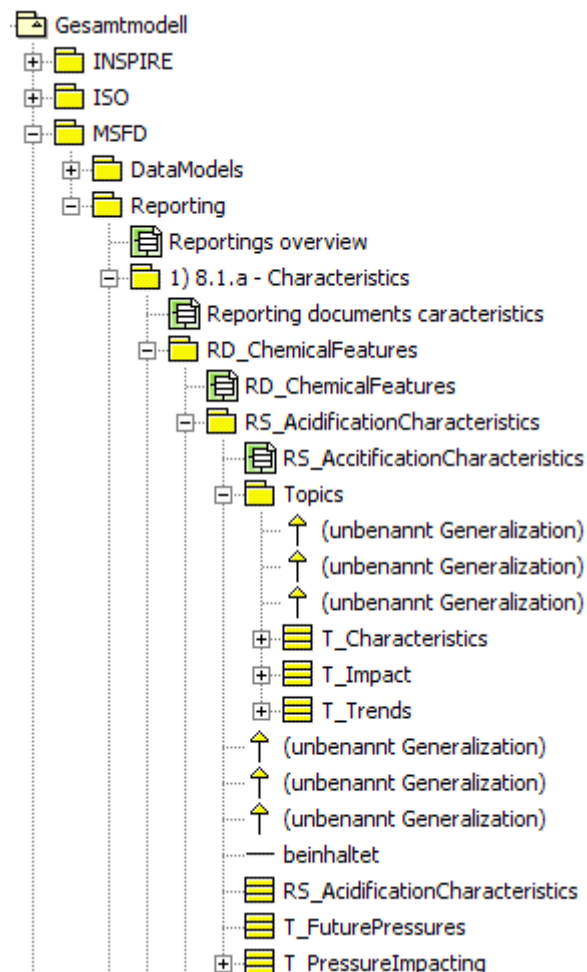 Gesamtmodell
INSPIRE
ISO
MSFD
DataModels
Reporting
Reportings overview
1) 8.1.a - Characteristics
Reporting documents caracteristics
RD_ChemicalFeatures
RD_ChemicalFeatures
RS_AcidificationCharacteristics
RS_AccitificationCharacteristics
Topics
(unbenannt Generalization)
(unbenannt Generalization)
(unbenannt Generalization)
T_Characteristics
T_Impact
T_Trends
(unbenannt Generalization)
(unbenannt Generalization)
(unbenannt Generalization)
beinhaltet
RS_AcidificationCharacteristics
T_FuturePressures
T_PressureImpacting